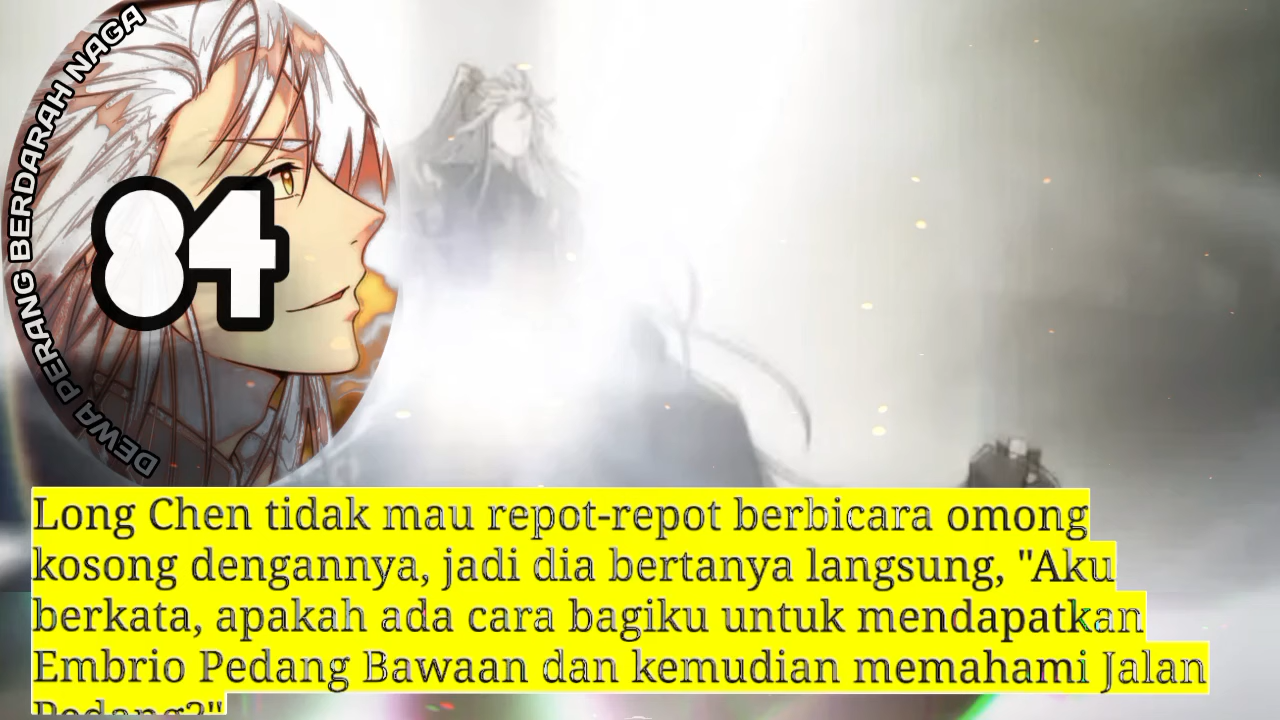 DEWA PERANG BERDARAH NAGA
84
Long Chen tidak mau repot-repot berbicara omong
kosong dengannya, jadi dia bertanya langsung, "Aku
berkata, apakah ada cara bagiku untuk mendapatkan
Embrio Pedang Bawaan dan kemudian memahami Jalan
Pedang?"